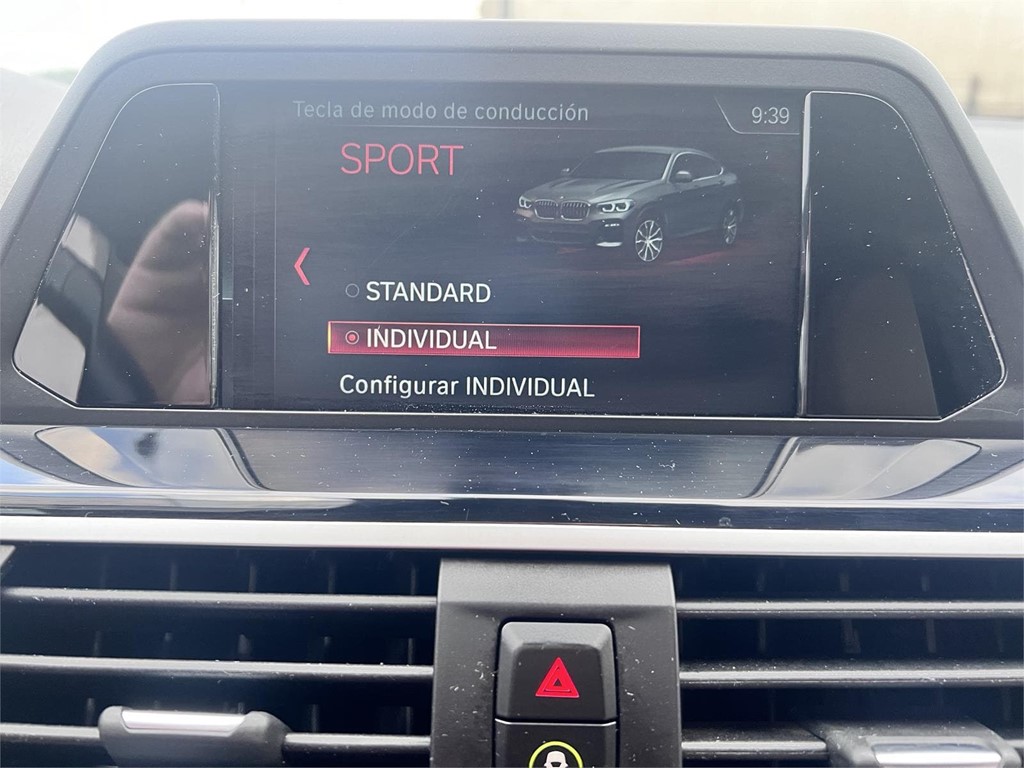 Tecla de modo de conducción
9:39
SPORT
STANDARD
INDIVIDUAL
Configurar INDIVIDUAL